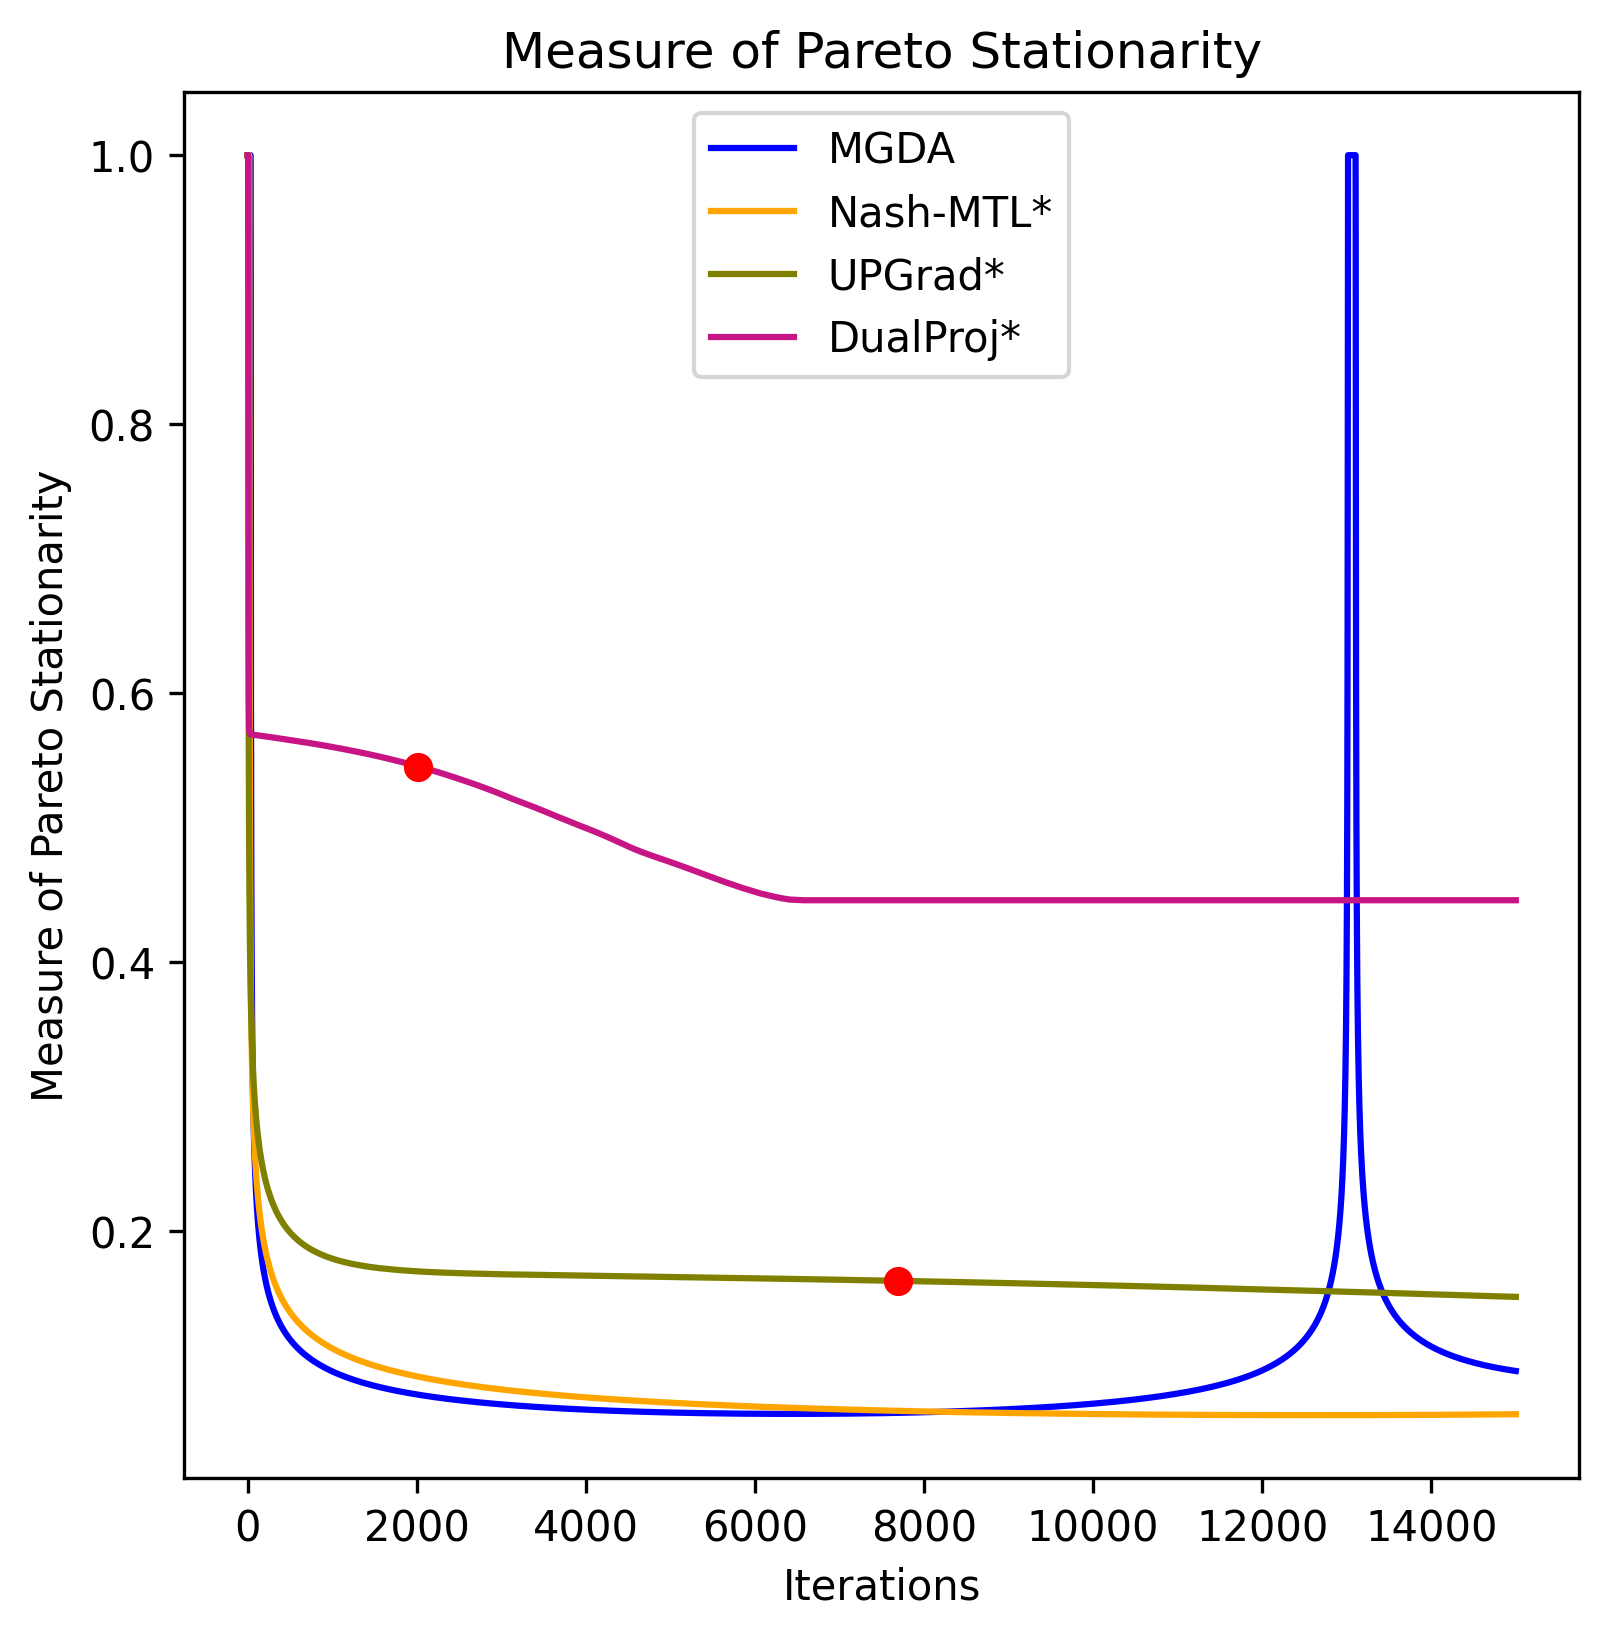 Measure of Pareto Stationarity
MGDA
Nash-MTL*
UPGrad*
DualProj*
Measure of Pareto Stationarity
1.0
0.8
0.6
0.4
0.2
0 2000 4000 6000 8000 10000 12000 14000
Iterations